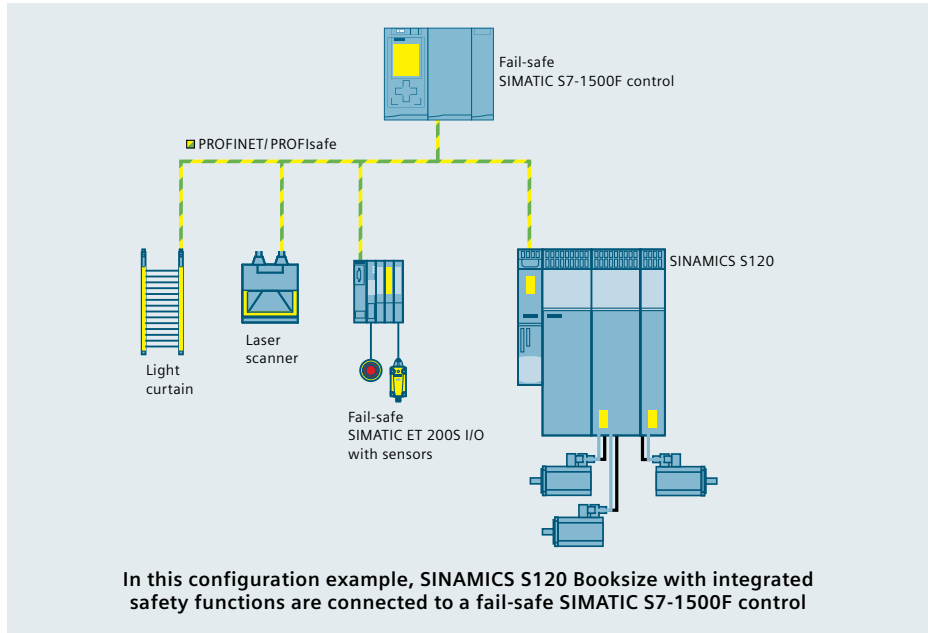 Fail-safe
SIMATIC S7-1500F control
PROFINET/ PROFIsafe
SINAMICS S120
Light
curtain
Laser
scanner
Fail-safe
SIMATIC ET 200S I/O
with sensors
In this configuration example, SINAMICS S120 Booksize with integrated
safety functions are connected to a fail-safe SIMATIC S7-1500F control